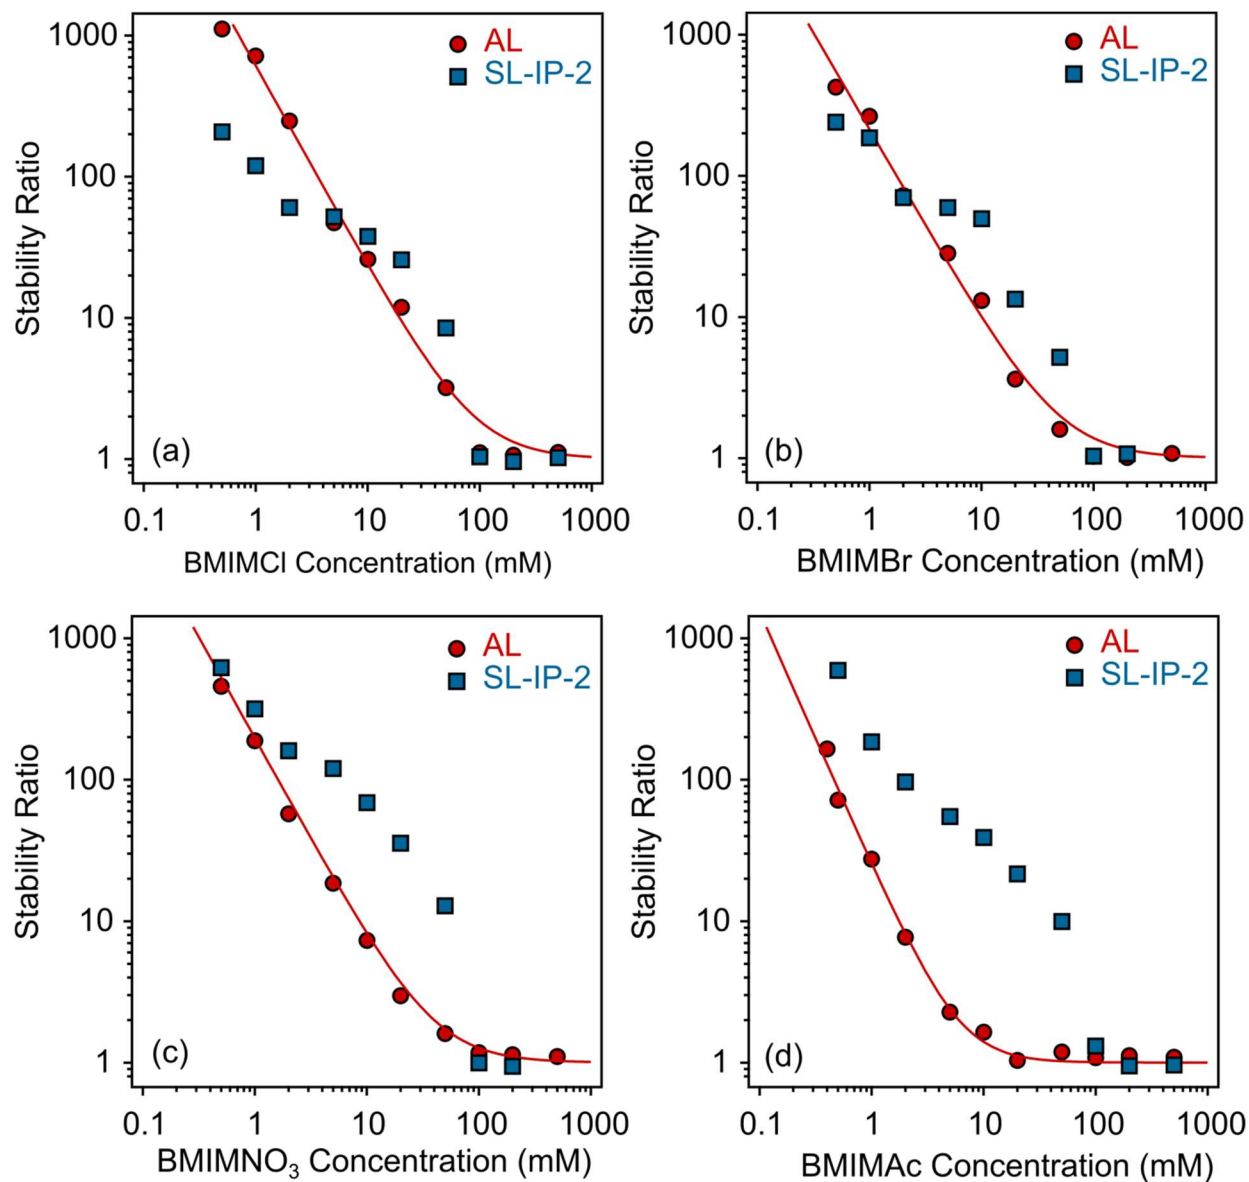 1000
100
10
1
Stability Ratio
AL
SL-IP-2
(a)
0.1 1 10 100 1000
BMIMCl Concentration (mM)
1000
100
10
1
Stability Ratio
AL
SL-IP-2
(b)
0.1 1 10 100 1000
BMIMBr Concentration (mM)
1000
100
10
1
Stability Ratio
AL
SL-IP-2
(c)
0.1 1 10 100 1000
BMIMNO₃ Concentration (mM)
1000
100
10
1
Stability Ratio
AL
SL-IP-2
(d)
0.1 1 10 100 1000
BMIMAc Concentration (mM)